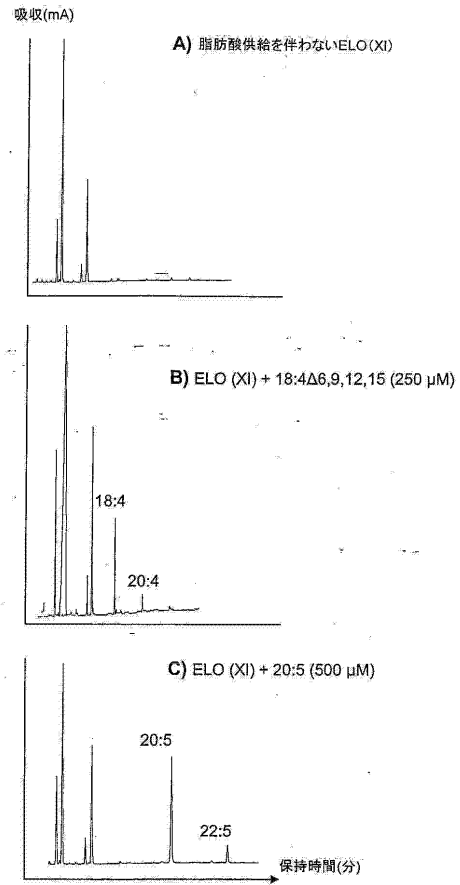 吸収(mA)
A) 脂肪酸供給を伴わないELO(XI)
B) ELO (XI) + 18:4Δ6,9,12,15 (250 μM)
18:4
20:4
C) ELO (XI) + 20:5 (500 μM)
20:5
22:5
保持時間(分)